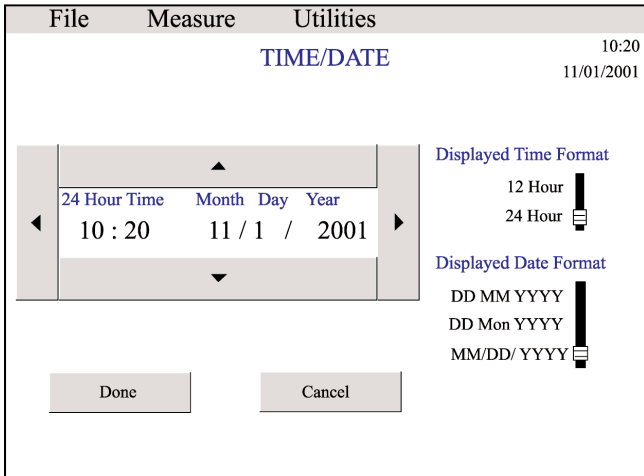 File Measure Utilities
TIME/DATE
10:20
11/01/2001
Displayed Time Format
12 Hour
24 Hour
24 Hour Time Month Day Year
10 : 20 11 / 1 / 2001
Displayed Date Format
DD MM YYYY
DD Mon YYYY
MM/DD/ YYYY
Done Cancel